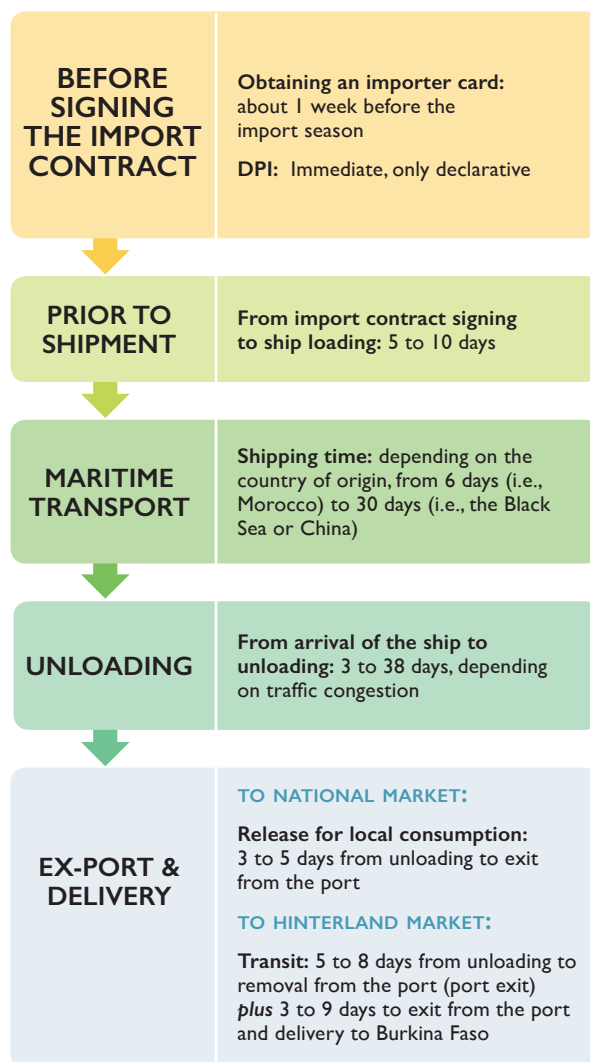 BEFORE
SIGNING
THE IMPORT
CONTRACT
Obtaining an importer card:
about 1 week before the
import season
DPI: Immediate, only declarative
PRIOR TO
SHIPMENT
From import contract signing
to ship loading: 5 to 10 days
MARITIME
TRANSPORT
Shipping time: depending on the
country of origin, from 6 days (i.e.,
Morocco) to 30 days (i.e., the Black
Sea or China)
UNLOADING
From arrival of the ship to
unloading: 3 to 38 days, depending
on traffic congestion
EX-PORT &
DELIVERY
TO NATIONAL MARKET:
Release for local consumption:
3 to 5 days from unloading to exit
from the port
TO HINTERLAND MARKET:
Transit: 5 to 8 days from unloading to
removal from the port (port exit)
plus 3 to 9 days to exit from the port
and delivery to Burkina Faso